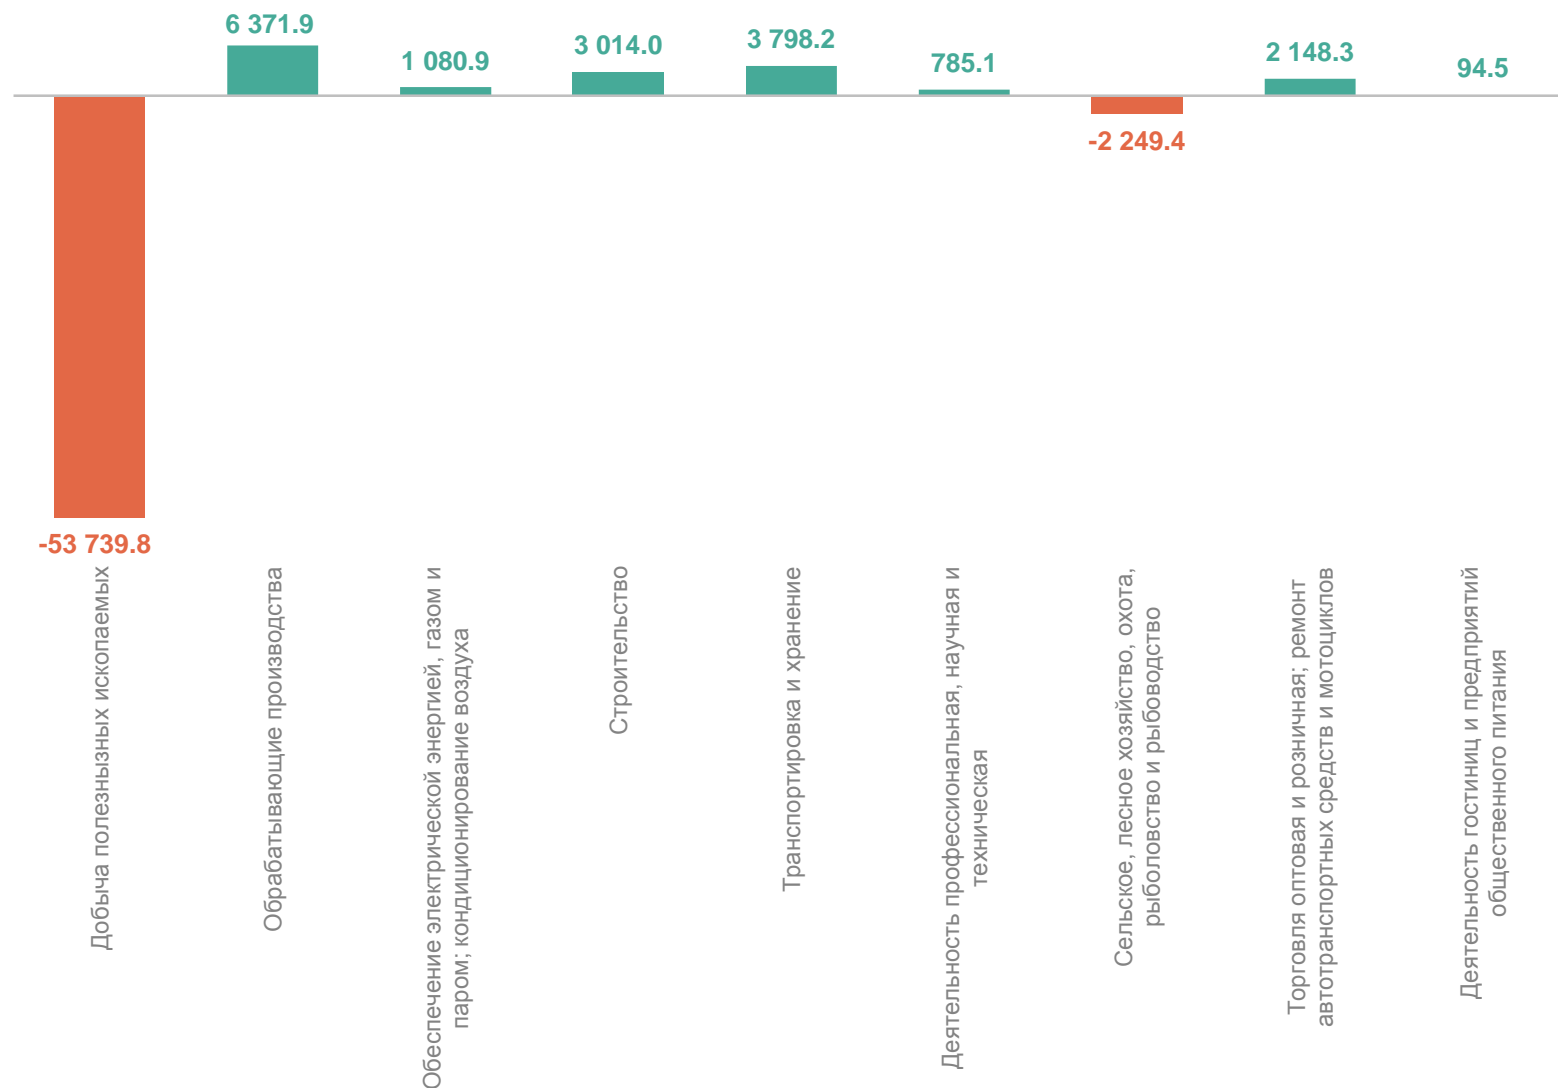 6 371.9
1 080.9
3 014.0
3 798.2
785.1
2 148.3
94.5
-2 249.4
-53 739.8
Добыча полезнызных ископаемых
Обрабатывающие производства
Обеспечение электрической энергией, газом и
паром; кондиционирование воздуха
Строительство
Транспортировка и хранение
Деятельность профессиональная, научная и
техническая
Сельское, лесное хозяйство, охота,
рыболовство и рыбоводство
Торговля оптовая и розничная; ремонт
автотранспортных средств и мотоциклов
Деятельность гостиниц и предприятий
общественного питания